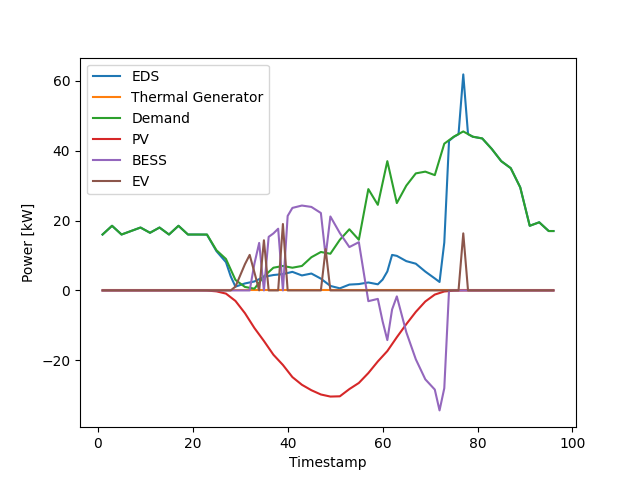 EDS
Thermal Generator
Demand
PV
BESS
EV
Power [kW]
60
40
20
0
−20
0 20 40 60 80 100
Timestamp